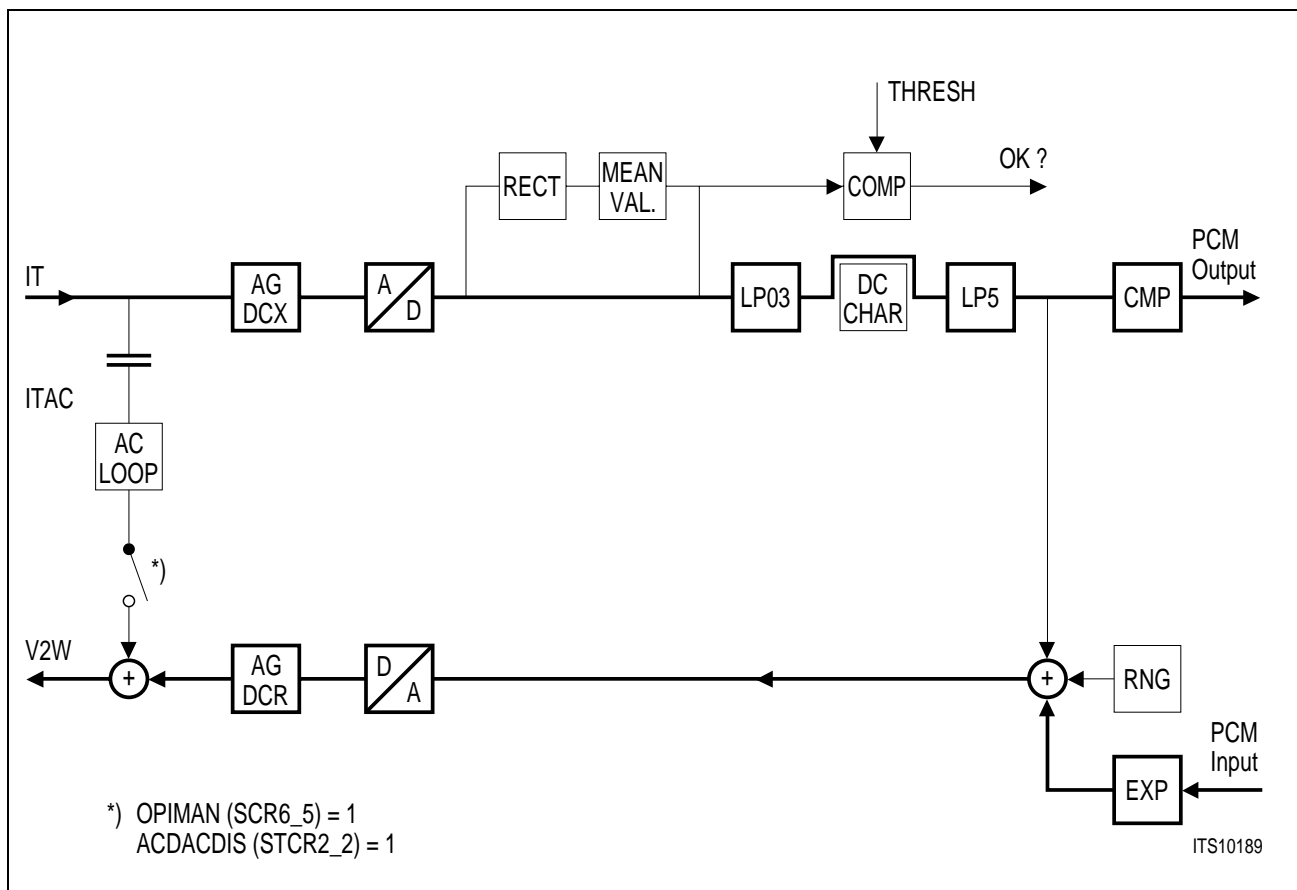 THRESH
OK ?
RECT
MEAN
VAL.
COMP
PCM
Output
IT
AG
DCX
A
D
LP03
DC
CHAR
LP5
CMP
ITAC
AC
LOOP
*)
V2W
+
AG
DCR
D
A
+
RNG
PCM
Input
EXP
*) OPIMAN (SCR6_5) = 1
ACDACDIS (STCR2_2) = 1
ITS10189